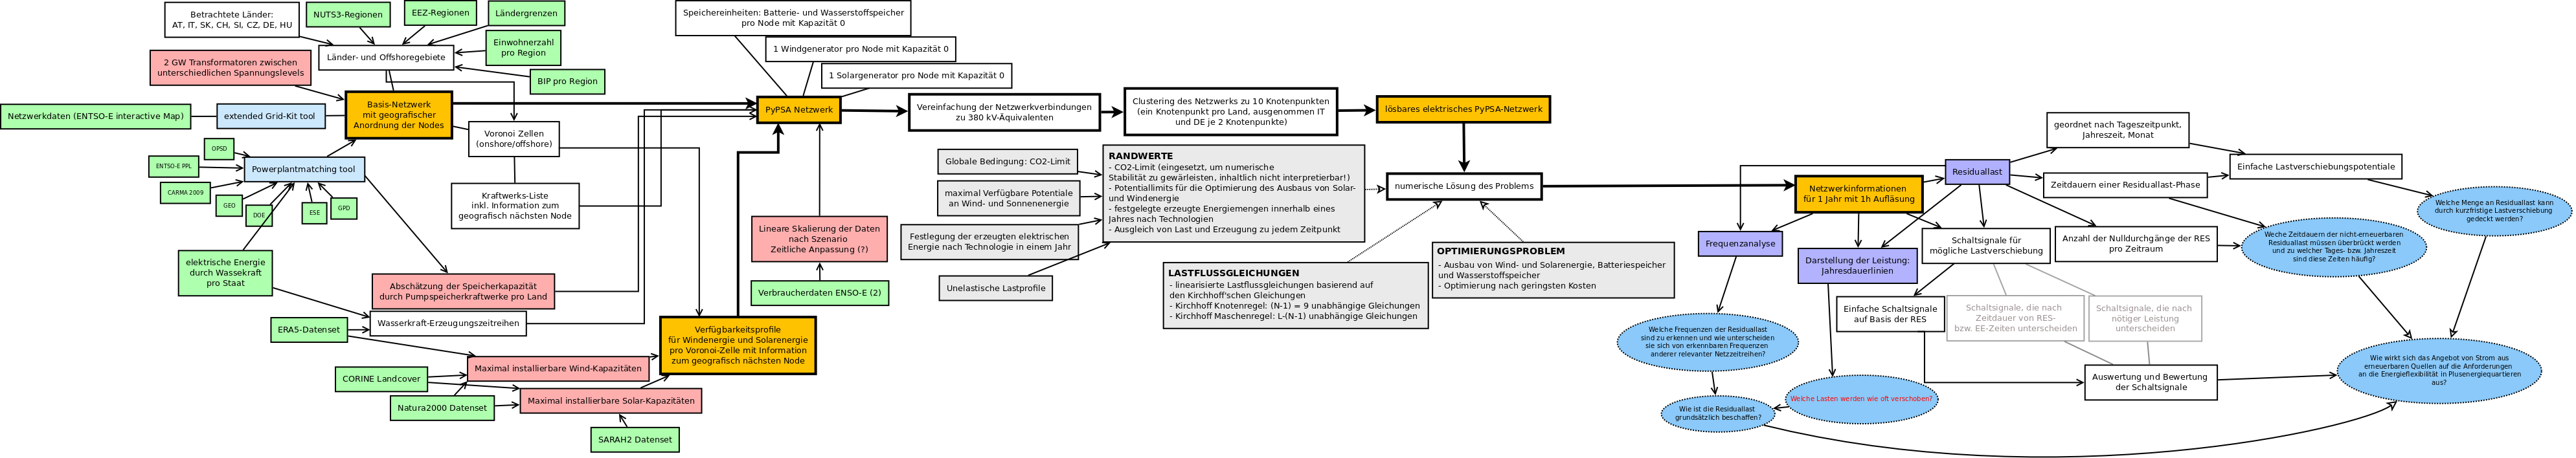 Betrachtete Länder:
AT, IT, SK, CH, SI, CZ, DE, HU
NUTS3-Regionen
EEZ-Regionen
Ländergrenzen
Einwohnerzahl
pro Region
BIP pro Region
Länder- und Offshoregebiete
2 GW Transformatoren zwischen
unterschiedlichen Spannungslevels
Netzwerkdaten (ENTSO-E interactive Map)
extended Grid-Kit tool
Basis-Netzwerk
mit geografischer
Anordnung der Nodes
OPSD
ENTSO-E PPL
CARMA 2009
GEO
DOE
ESE
GPD
Powerplantmatching tool
Voronoi Zellen
(onshore/offshore)
Kraftwerks-Liste
inkl. Information zum
geografisch nächsten Node
elektrische Energie
durch Wassekraft
pro Staat
Abschätzung der Speicherkapazität
durch Pumpspeicherkraftwerke pro Land
ERA5-Datenset
Wasserkraft-Erzeugungszeitreihen
CORINE Landcover
Natura2000 Datenset
Maximal installierbare Wind-Kapazitäten
Maximal installierbare Solar-Kapazitäten
SARAH2 Datenset
Verfügbarkeitsprofile
für Windenergie und Solarenergie
pro Voronoi-Zelle mit Information
zum geografisch nächsten Node
Speichereinheiten: Batterie- und Wasserstoffspeicher
pro Node mit Kapazität 0
1 Windgenerator pro Node mit Kapazität 0
1 Solargenerator pro Node mit Kapazität 0
PyPSA Netzwerk
Lineare Skalierung der Daten
nach Szenario
Zeitliche Anpassung (?)
Verbraucherdaten ENSO-E (2)
Vereinfachung der Netzwerkverbindungen
zu 380 kV-Äquivalenten
Clustering des Netzwerks zu 10 Knotenpunkten
(ein Knotenpunkt pro Land, ausgenommen IT
und DE je 2 Knotenpunkte)
lösbares elektrisches PyPSA-Netzwerk
Globale Bedingung: CO2-Limit
maximal Verfügbare Potentiale
an Wind- und Sonnenenergie
Festlegung der erzeugten elektrischen
Energie nach Technologie in einem Jahr
Unelastische Lastprofile
RANDWERTE
- CO2-Limit (eingesetzt, um numerische
Stabilität zu gewärleisten, inhaltlich nicht interpretierbar!)
- Potentiallimits für die Optimierung des Ausbaus von Solar-
und Windenergie
- festgelegte erzeugte Energiemengen innerhalb eines
Jahres nach Technologien
- Ausgleich von Last und Erzeugung zu jedem Zeitpunkt
numerische Lösung des Problems
LASTFLUSSGLEICHUNGEN
- linearisierte Lastflussgleichungen basierend auf
den Kirchhoff'schen Gleichungen
- Kirchhoff Knotenregel: (N-1) = 9 unabhängige Gleichungen
- Kirchhoff Maschenregel: L-(N-1) unabhängige Gleichungen
OPTIMIERUNGSPROBLEM
- Ausbau von Wind- und Solarenergie, Batteriespeicher
und Wasserstoffspeicher
- Optimierung nach geringsten Kosten
Netzwerkinformationen
für 1 Jahr mit 1h Aufläsung
Residuallast
Frequenzanalyse
Darstellung der Leistung:
Jahresdauerlinien
Schaltsignale für
mögliche Lastverschiebung
geordnet nach Tageszeitpunkt,
Jahreszeit, Monat
Zeitdauern einer Residuallast-Phase
Einfache Lastverschiebungspotentiale
Anzahl der Nulldurchgänge der RES
pro Zeitraum
Einfache Schaltsignale
auf Basis der RES
Schaltsignale, die nach
Zeitdauer von RES-
bzw. EE-Zeiten unterscheiden
Schaltsignale, die nach
nötiger Leistung
unterscheiden
Auswertung und Bewertung
der Schaltsignale
Welche Menge an Residuallast kann
durch kurzfristige Lastverschiebung
gedeckt werden?
Weche Zeitdauern der nicht-erneuerbaren
Residuallast müssen überbrückt werden
und zu welcher Tages- bzw. Jahreszeit
sind diese Zeiten häufig?
Welche Frequenzen der Residuallast
sind zu erkennen und wie unterscheiden
sie sich von erkennbaren Frequenzen
anderer relevanter Netzzeitreihen?
Wie ist die Residuallast
grundsätzlich beschaffen?
Welche Lasten werden wie oft verschoben?
Wie wirkt sich das Angebot von Strom aus
erneuerbaren Quellen auf die Anforderungen
an die Energieflexibilität in Plusenergiequartieren
aus?